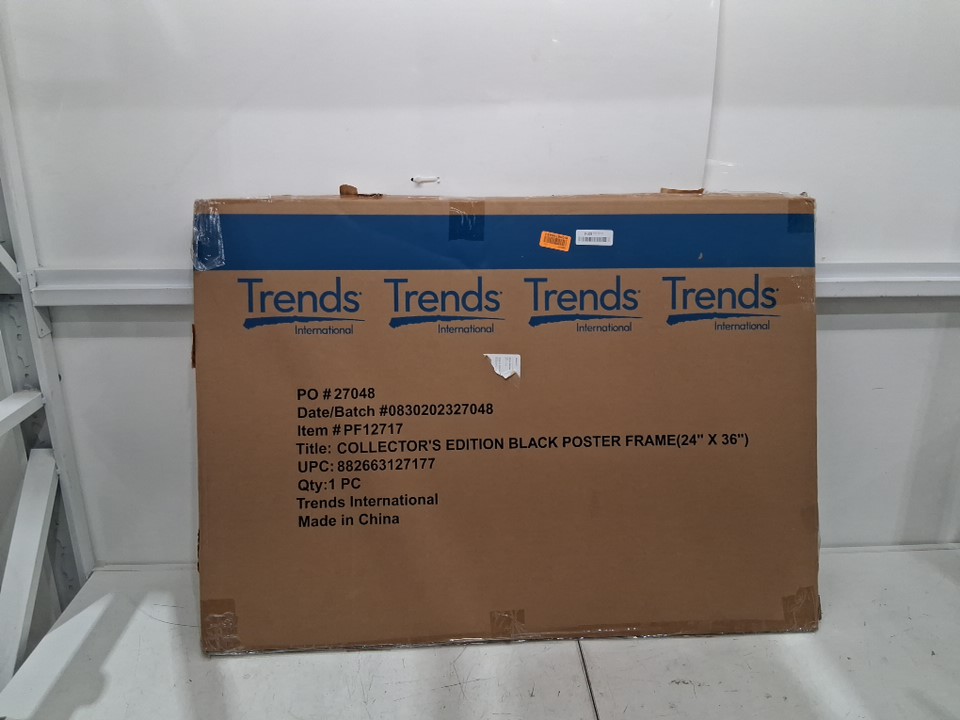 Trends Trends Trends Trends
International International International International
PO # 27048
Date/Batch #0830202327048
Item # PF12717
Title: COLLECTOR'S EDITION BLACK POSTER FRAME(24" X 36")
UPC: 882663127177
Qty:1 PC
Trends International
Made in China